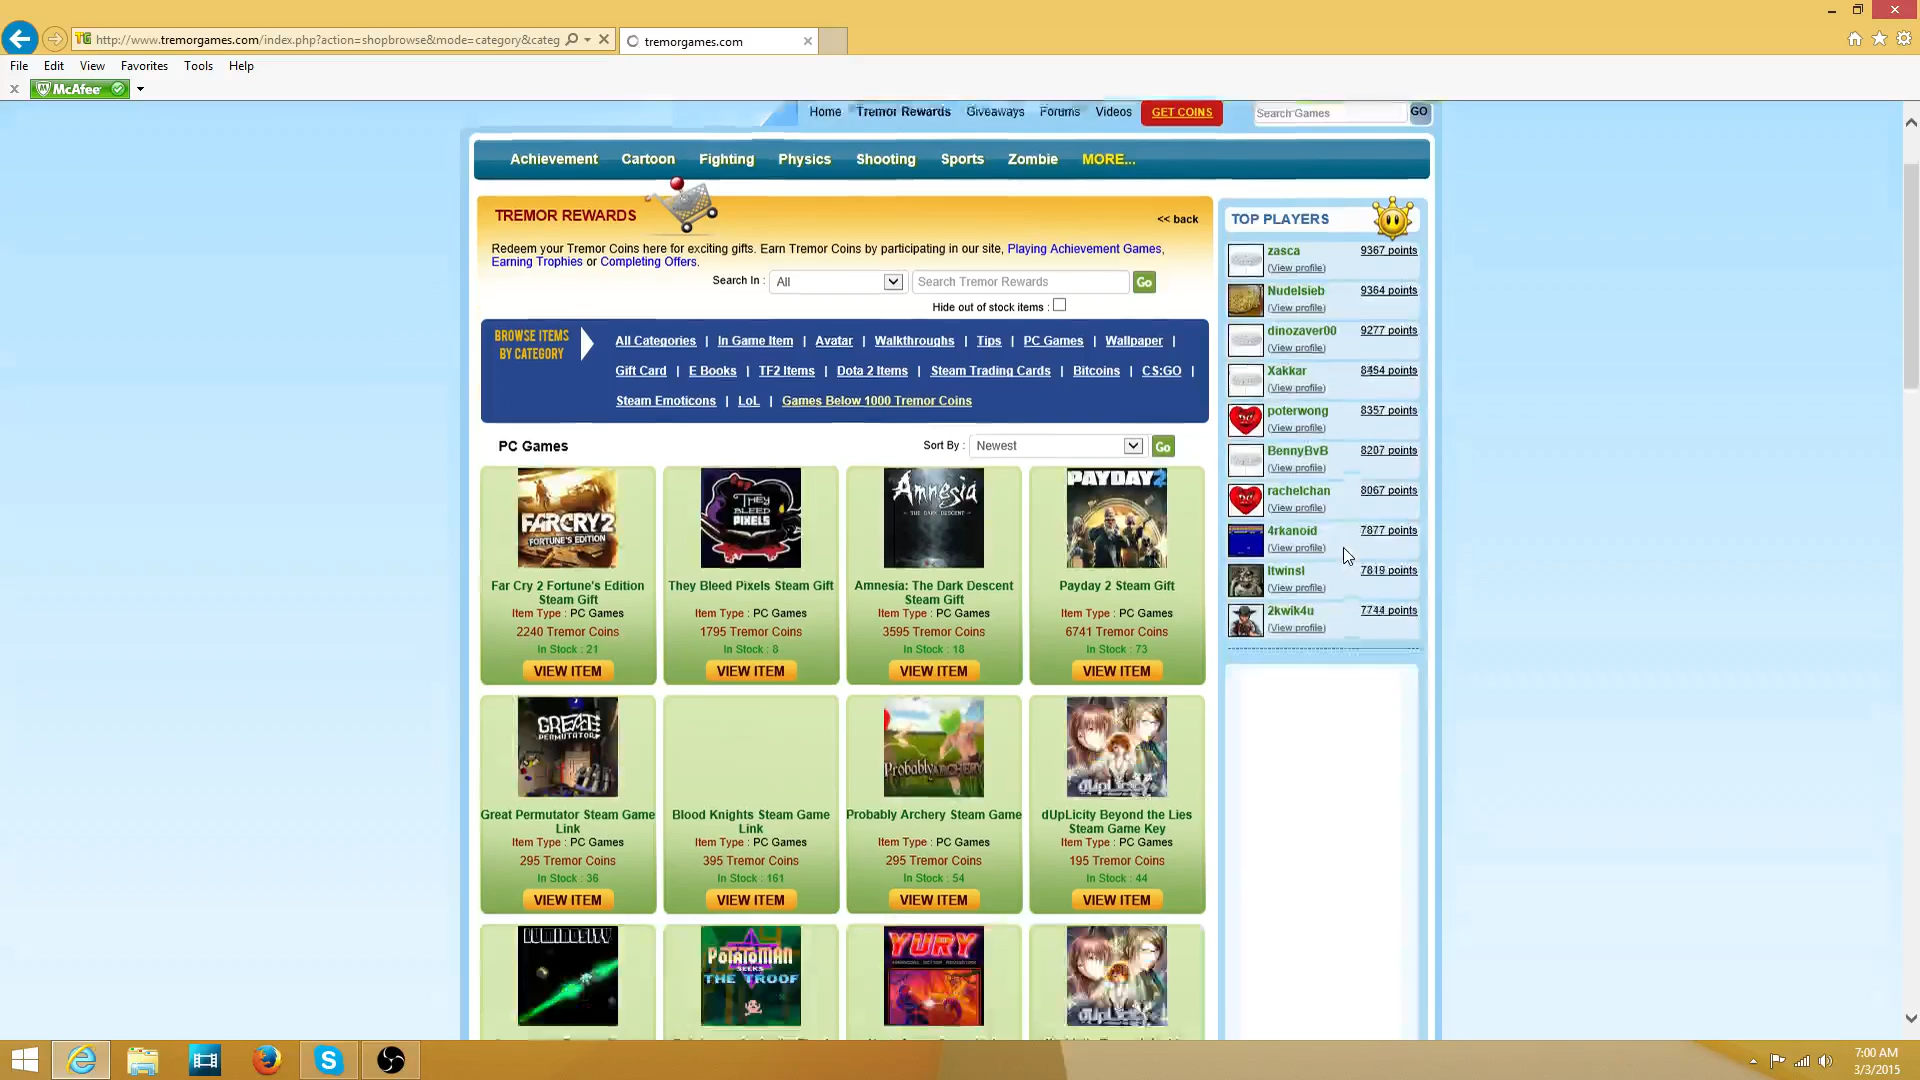 http://www.tremorgames.com/index.php?action=shopbrowse&mode=category&categ
tremorgames.com
File Edit View Favorites Tools Help
McAfee
Home Tremor Rewards Giveaways Forums Videos GET COINS Search Games GO
Achievement Cartoon Fighting Physics Shooting Sports Zombie MORE...
TREMOR REWARDS
<< back
Redeem your Tremor Coins here for exciting gifts. Earn Tremor Coins by participating in our site, Playing Achievement Games,
Earning Trophies or Completing Offers.
Search In : All Search Tremor Rewards Go
Hide out of stock items :
BROWSE ITEMS
BY CATEGORY
All Categories | In Game Item | Avatar | Walkthroughs | Tips | PC Games | Wallpaper |
Gift Card | E Books | TF2 Items | Dota 2 Items | Steam Trading Cards | Bitcoins | CS:GO |
Steam Emoticons | LoL | Games Below 1000 Tremor Coins
PC Games
Sort By : Newest Go
FARCRY 2
FORTUNE'S EDITION
Far Cry 2 Fortune's Edition
Steam Gift
Item Type : PC Games
2240 Tremor Coins
In Stock : 21
VIEW ITEM
THEY
BLEED
PIXELS
They Bleed Pixels Steam Gift
Item Type : PC Games
1795 Tremor Coins
In Stock : 8
VIEW ITEM
Amnesia
THE DARK DESCENT
Amnesia: The Dark Descent
Steam Gift
Item Type : PC Games
3595 Tremor Coins
In Stock : 18
VIEW ITEM
PAYDAY 2
Payday 2 Steam Gift
Item Type : PC Games
6741 Tremor Coins
In Stock : 73
VIEW ITEM
GREAT
PERMUTATOR
Great Permutator Steam Game
Link
Item Type : PC Games
295 Tremor Coins
In Stock : 36
VIEW ITEM
Blood Knights Steam Game
Link
Item Type : PC Games
395 Tremor Coins
In Stock : 161
VIEW ITEM
Probably ARCHERY
Probably Archery Steam Game
Item Type : PC Games
295 Tremor Coins
In Stock : 54
VIEW ITEM
dUpLicity
dUpLicity Beyond the Lies
Steam Game Key
Item Type : PC Games
195 Tremor Coins
In Stock : 44
VIEW ITEM
LUMINOSITY
POTATOMAN
SEEKS
THE TROOF
YURY
dUpLicity
TOP PLAYERS
zasca 9367 points
(View profile)
Nudelsieb 9364 points
(View profile)
dinozaver00 9277 points
(View profile)
Xakkar 8454 points
(View profile)
poterwong 8357 points
(View profile)
BennyBvB 8207 points
(View profile)
rachelchan 8067 points
(View profile)
4rkanoid 7877 points
(View profile)
ltwinsl 7819 points
(View profile)
2kwik4u 7744 points
(View profile)
7:00 AM
3/3/2015